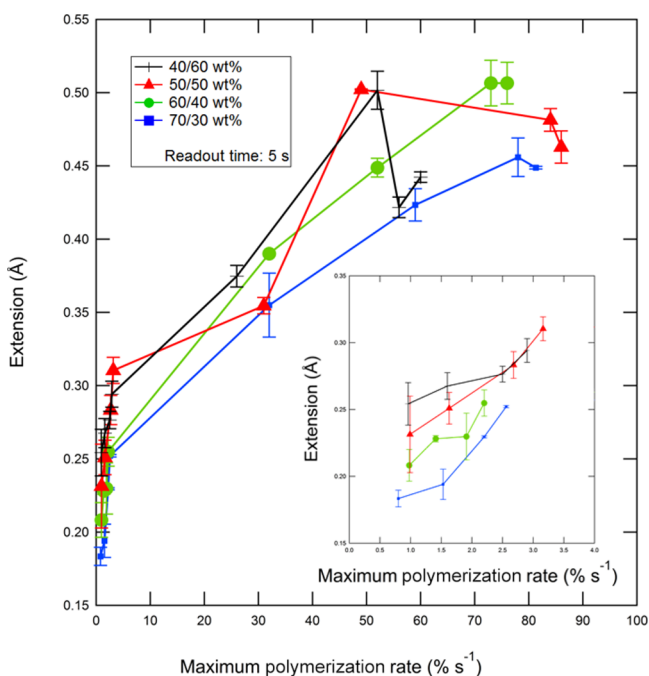 0.55
0.50
0.45
0.40
0.35
0.30
0.25
0.20
0.15
Extension (Å)
40/60 wt%
50/50 wt%
60/40 wt%
70/30 wt%
Readout time: 5 s
0.35
0.30
0.25
0.20
0.15
Extension (Å)
0.0 0.5 1.0 1.5 2.0 2.5 3.0 3.5 4.0
Maximum polymerization rate (% s⁻¹)
0 10 20 30 40 50 60 70 80 90 100
Maximum polymerization rate (% s⁻¹)